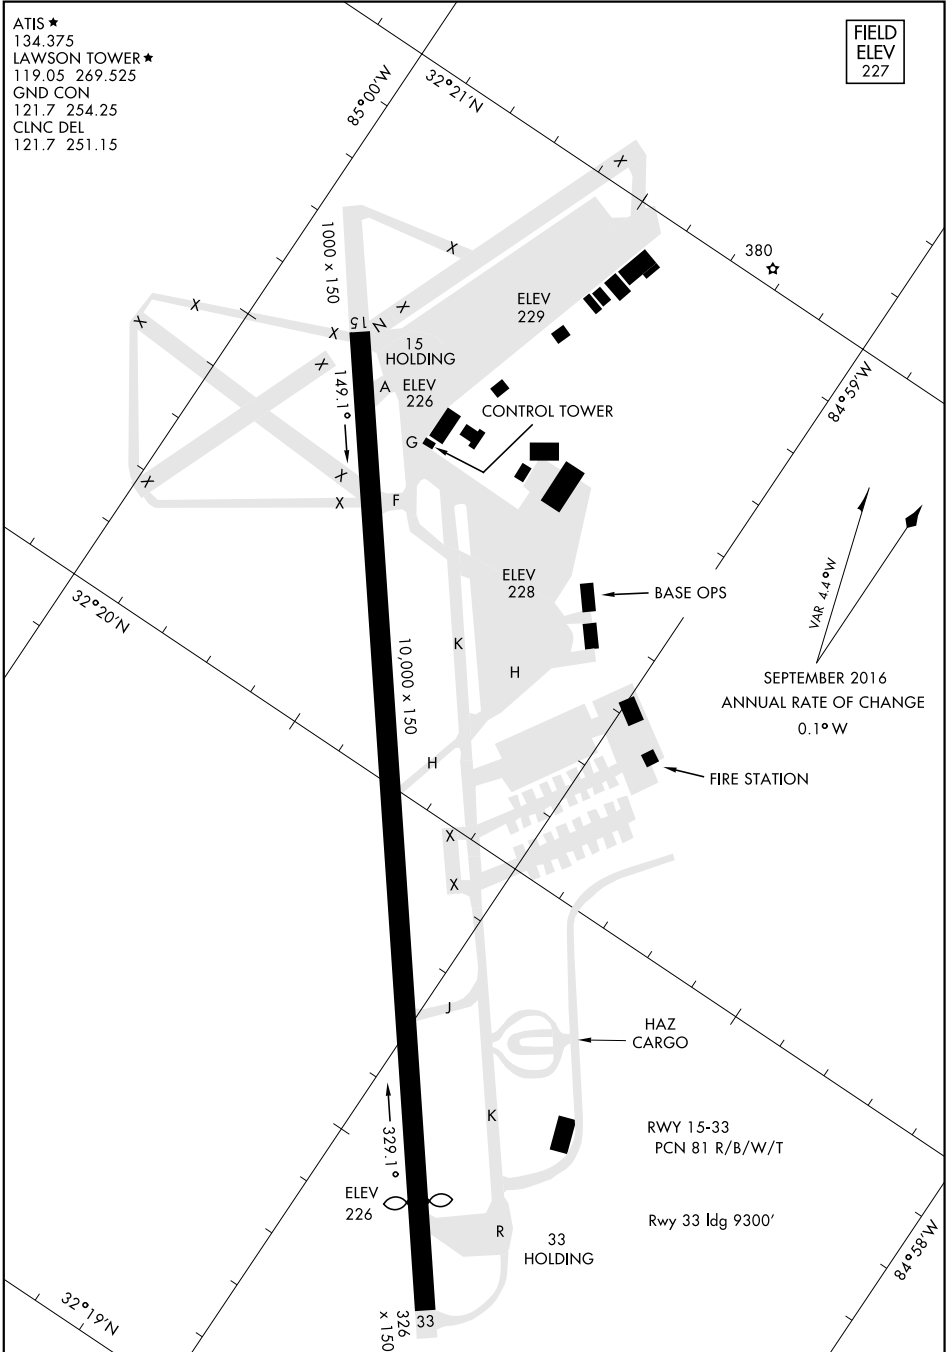 ATIS ★
134.375
LAWSON TOWER ★
119.05 269.525
GND CON
121.7 254.25
CLNC DEL
121.7 251.15
FIELD
ELEV
227
85°00'W
32°21'N
X
1000 x 150
X
380
X
X
X
ELEV
229
15
N
X
15
HOLDING
X
149.1°
A
ELEV
226
84°59'W
CONTROL TOWER
G
X
X
X
F
ELEV
228
BASE OPS
VAR 4.4°W
32°20'N
K
10,000 x 150
H
SEPTEMBER 2016
ANNUAL RATE OF CHANGE
0.1° W
H
FIRE STATION
X
X
J
HAZ
CARGO
K
329.1°
RWY 15-33
PCN 81 R/B/W/T
ELEV
226
Rwy 33 ldg 9300'
R
33
HOLDING
84°58'W
32°19'N
326
x 150
33